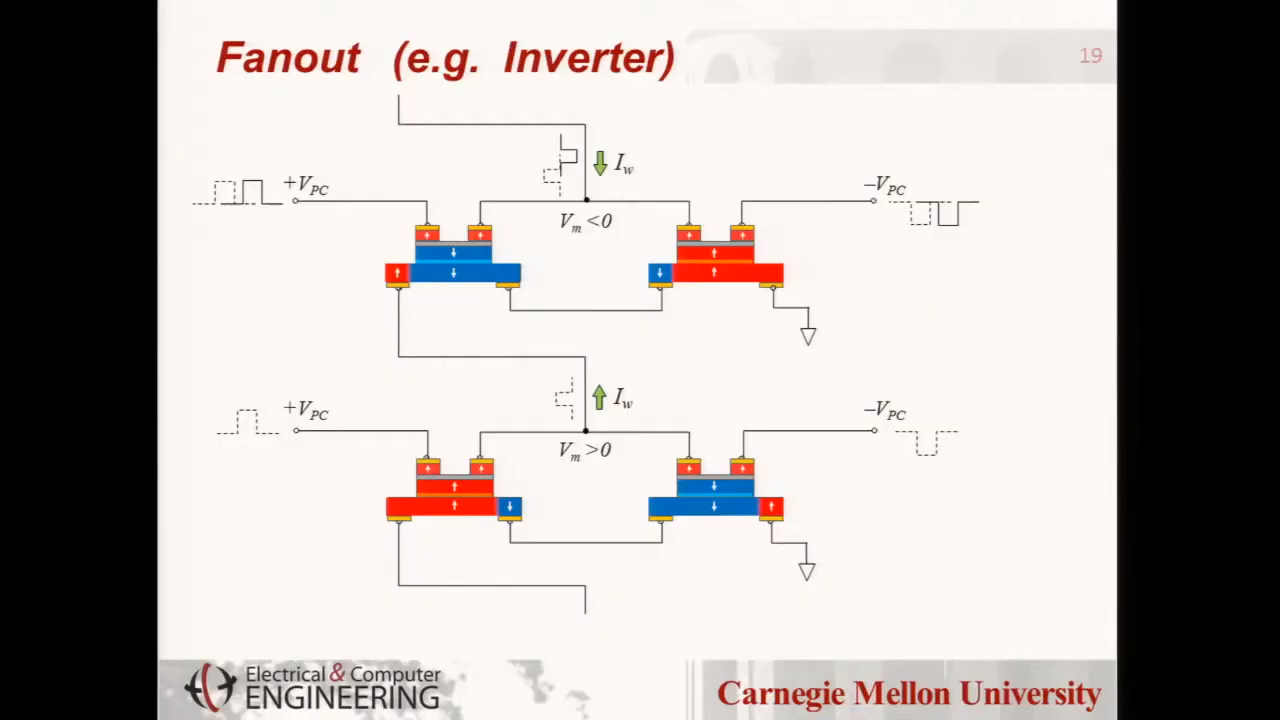 Fanout (e.g. Inverter)
19
I_w
+V_PC
–V_PC
V_m <0
I_w
+V_PC
–V_PC
V_m >0
Electrical & Computer
ENGINEERING
Carnegie Mellon University